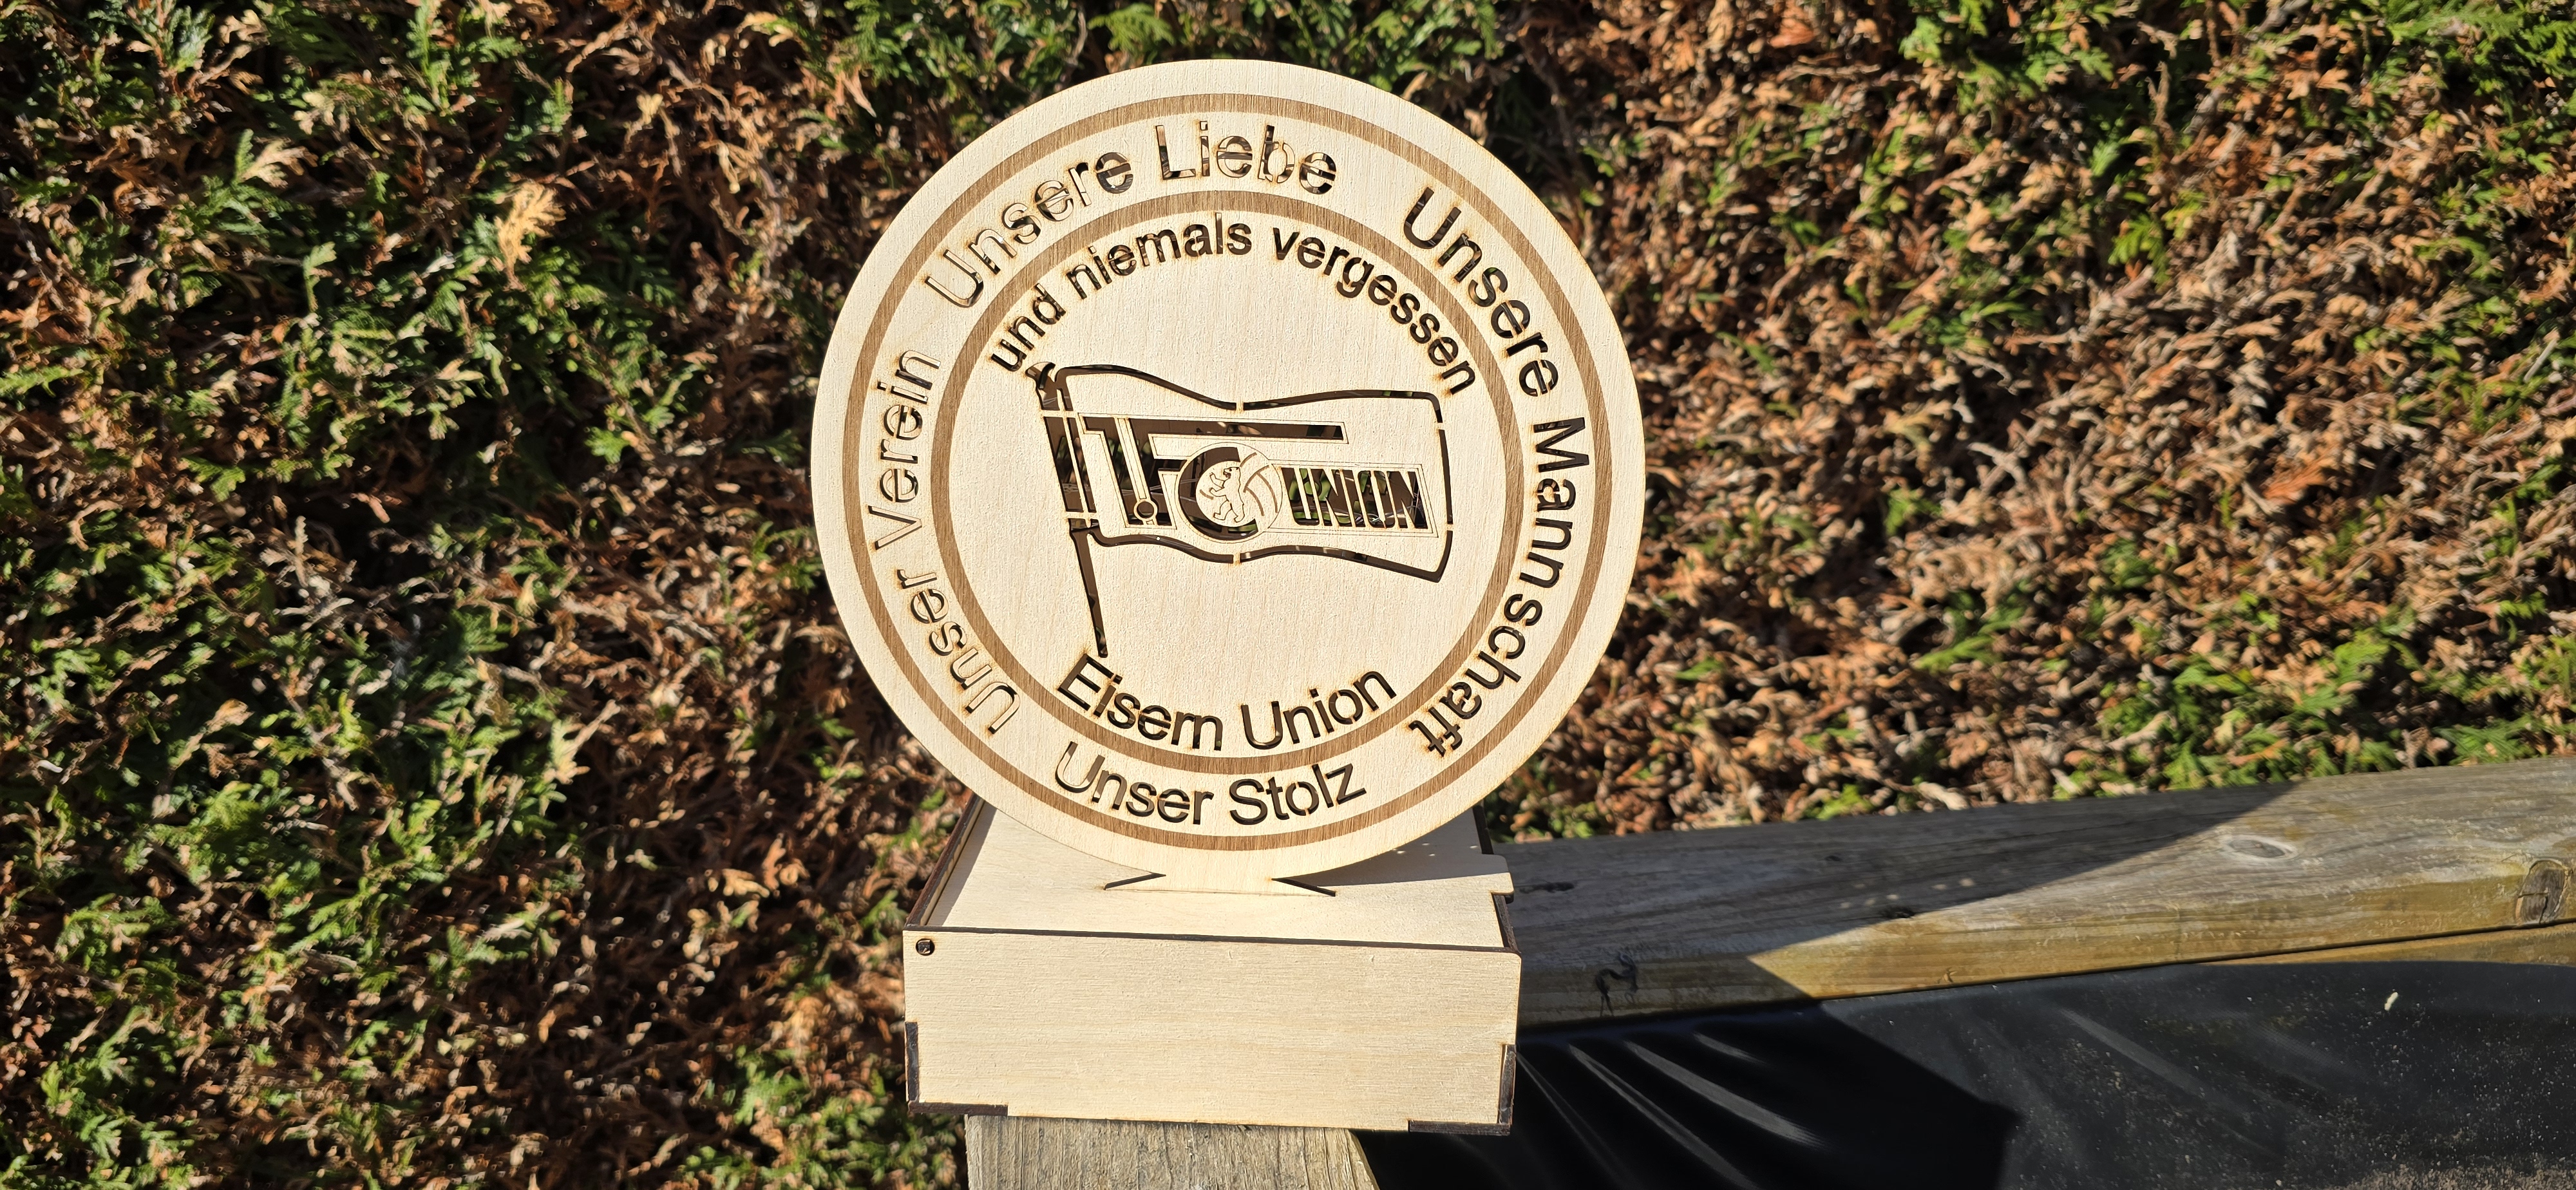 Unsere Liebe
Unsere Mannschaft
Unser Stolz
Unser Verein
und niemals vergessen
1. FC
UNION
Eisern Union